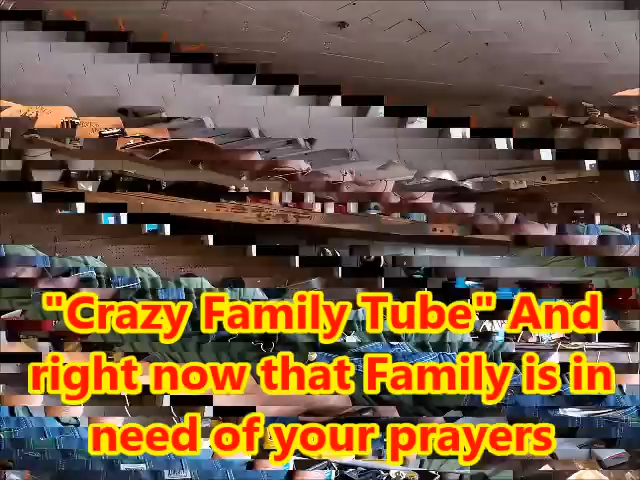 "Crazy Family Tube" And
right now that Family is in
need of your prayers